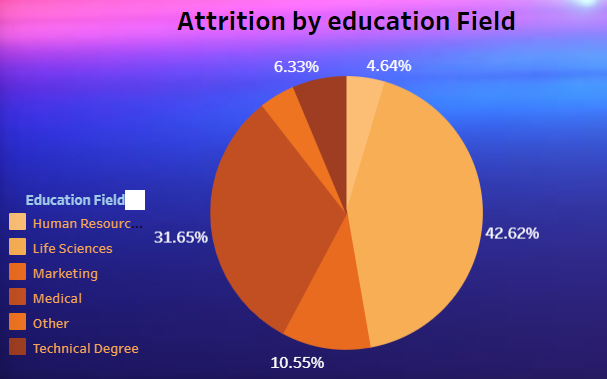 Attrition by education Field
6.33%
4.64%
31.65%
42.62%
10.55%
Education Field
Human Resourc...
Life Sciences
Marketing
Medical
Other
Technical Degree